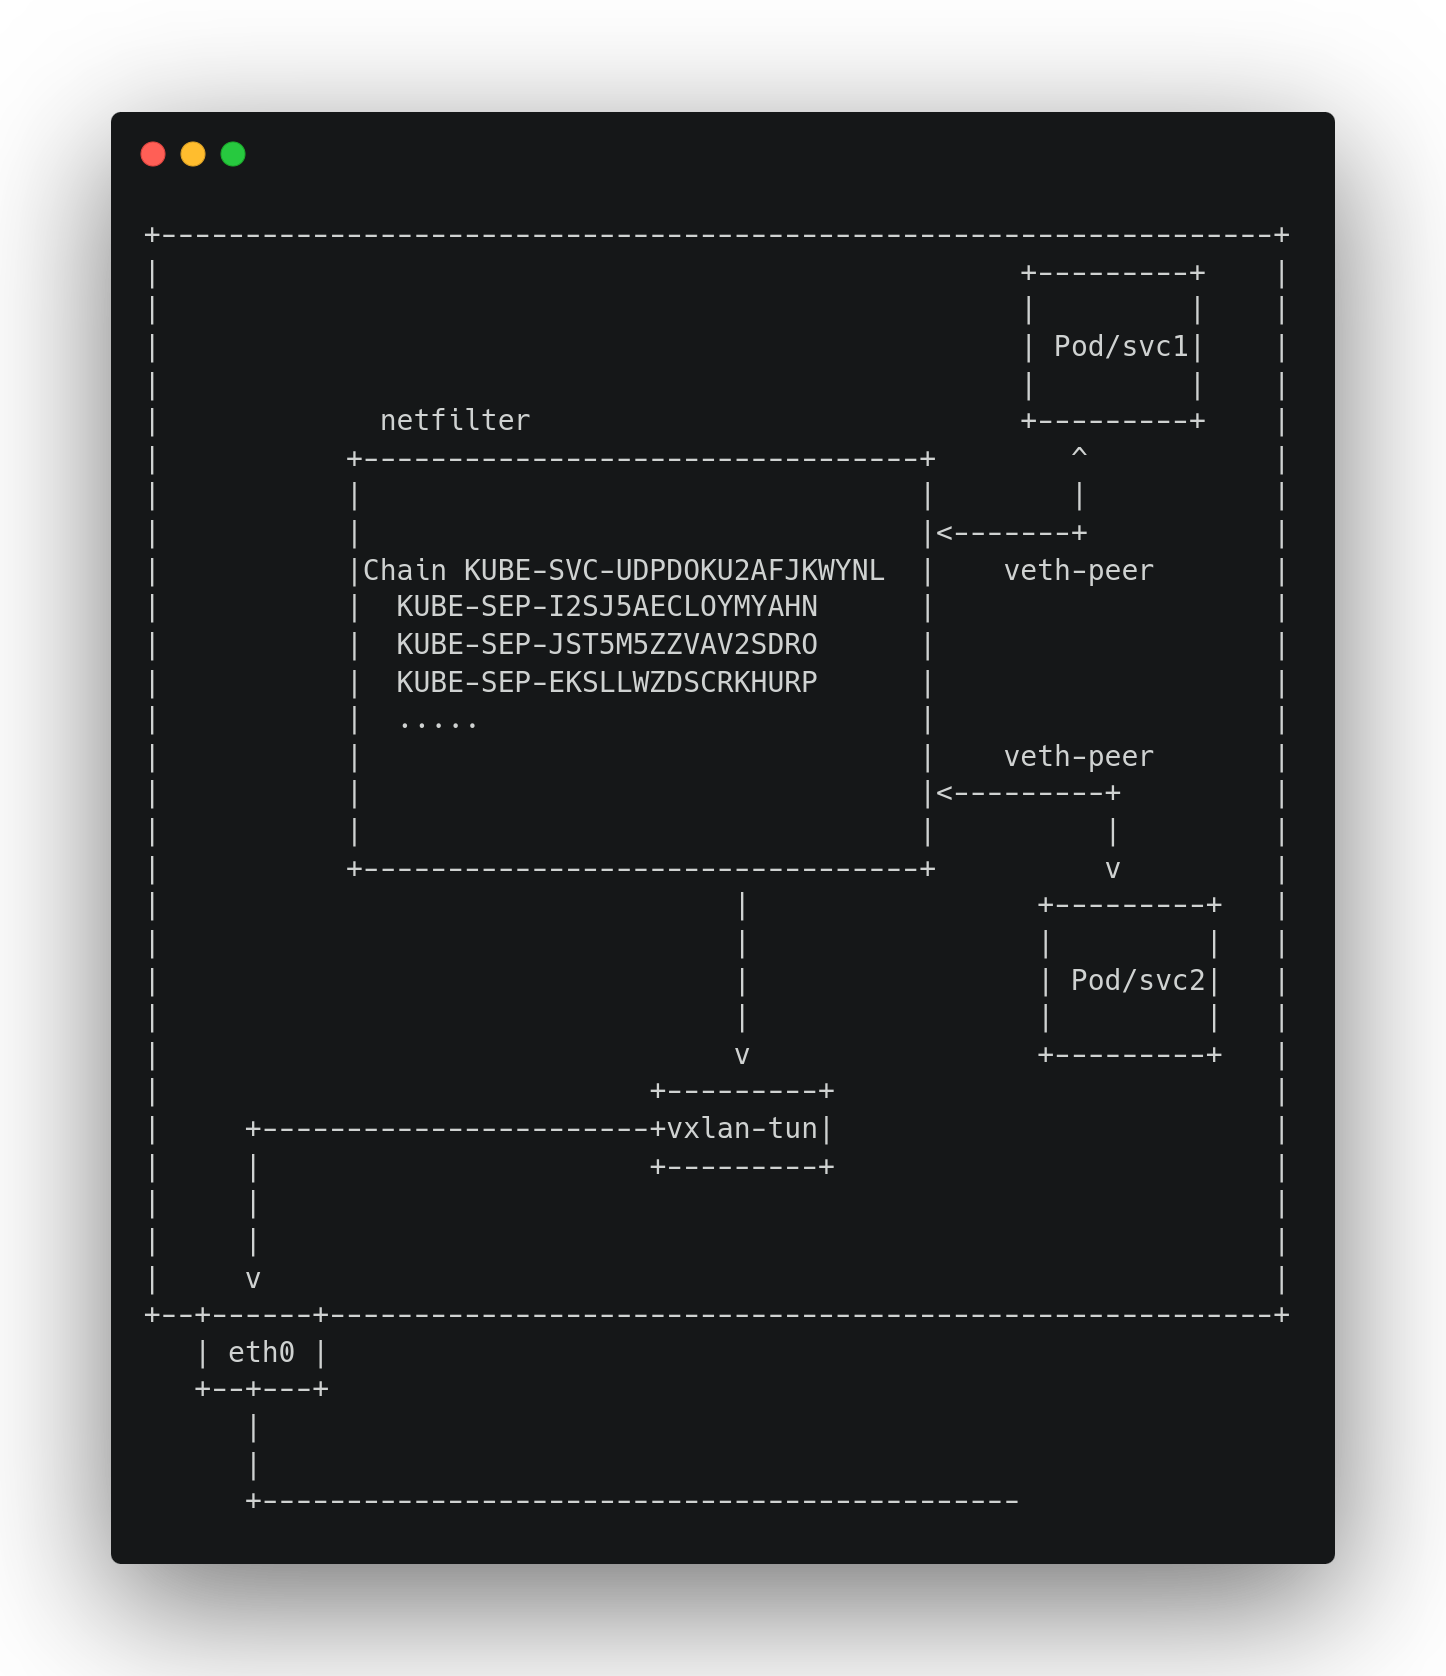 Pod/svc1
netfilter
Chain KUBE-SVC-UDPDOKU2AFJKWYNL
veth-peer
KUBE-SEP-I2SJ5AECLOYMYAHN
KUBE-SEP-JST5M5ZZVAV2SDRO
KUBE-SEP-EKSLLWZDSCRKHURP
.....
veth-peer
Pod/svc2
vxlan-tun
eth0